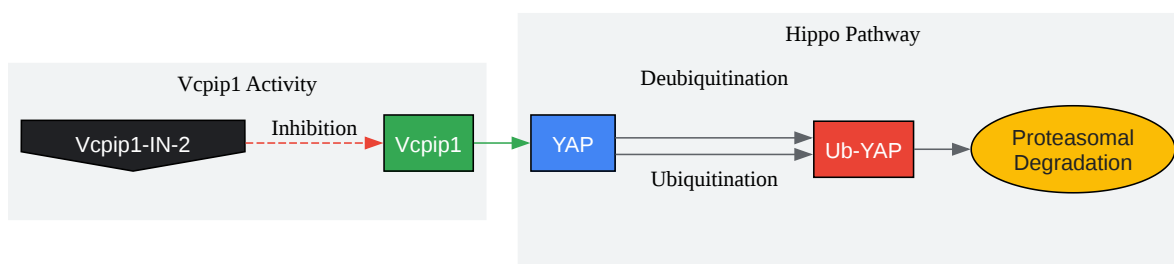 Hippo Pathway
Vcpip1 Activity
Deubiquitination
Vcpip1-IN-2
Inhibition
Vcpip1
YAP
Ubiquitination
Ub-YAP
Proteasomal
Degradation